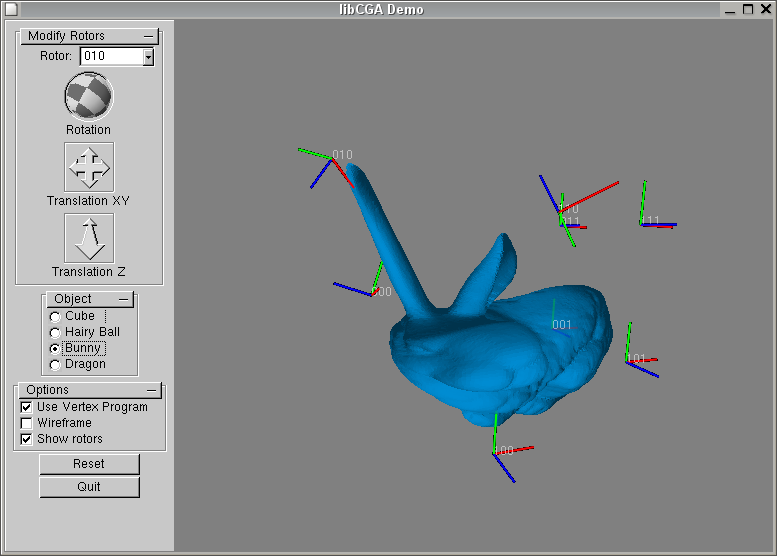 libCGA Demo
Modify Rotors
Rotor: 010
Rotation
Translation XY
Translation Z
Object
Cube
Hairy Ball
Bunny
Dragon
Options
Use Vertex Program
Wireframe
Show rotors
Reset
Quit
010
110
011
111
000
001
101
100